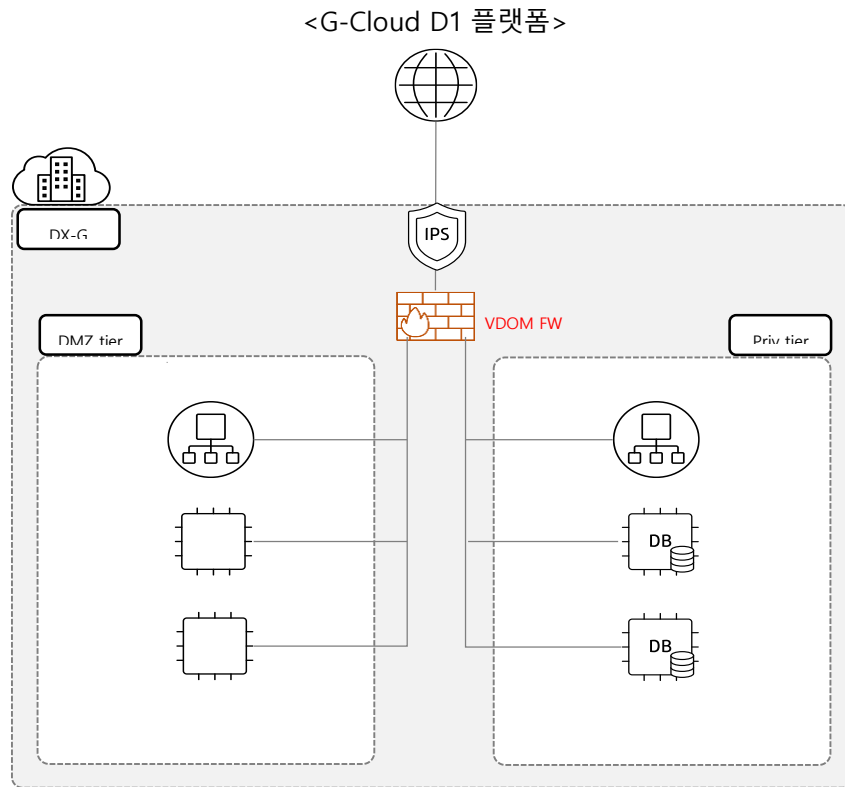 <G-Cloud D1 플랫폼>
IPS
DX-G
VDOM FW
DMZ tier
Priv tier
DB
DB